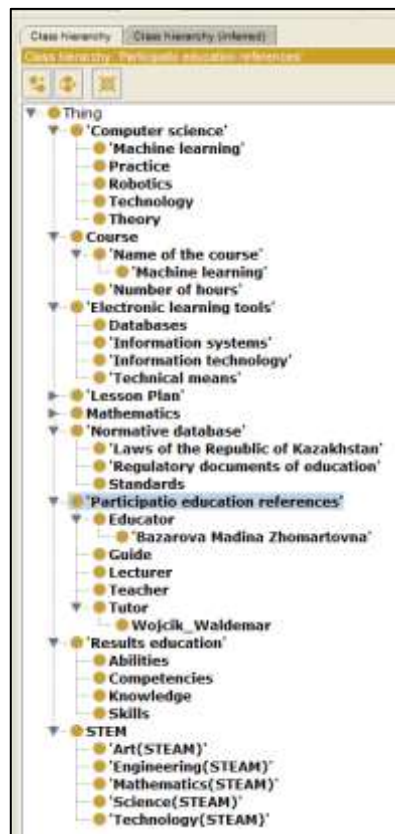 Class hierarchy Class hierarchy (inferred)
Class hierarchy: 'Participatio education references'
Thing
'Computer science'
'Machine learning'
Practice
Robotics
Technology
Theory
Course
'Name of the course'
'Machine learning'
'Number of hours'
'Electronic learning tools'
Databases
'Information systems'
'Information technology'
'Technical means'
'Lesson Plan'
Mathematics
'Normative database'
'Laws of the Republic of Kazakhstan'
'Regulatory documents of education'
Standards
'Participatio education references'
Educator
'Bazarova Madina Zhomartovna'
Guide
Lecturer
Teacher
Tutor
Wojcik_Waldemar
'Results education'
Abilities
Competencies
Knowledge
Skills
STEM
'Art(STEAM)'
'Engineering(STEAM)'
'Mathematics(STEAM)'
'Science(STEAM)'
'Technology(STEAM)'